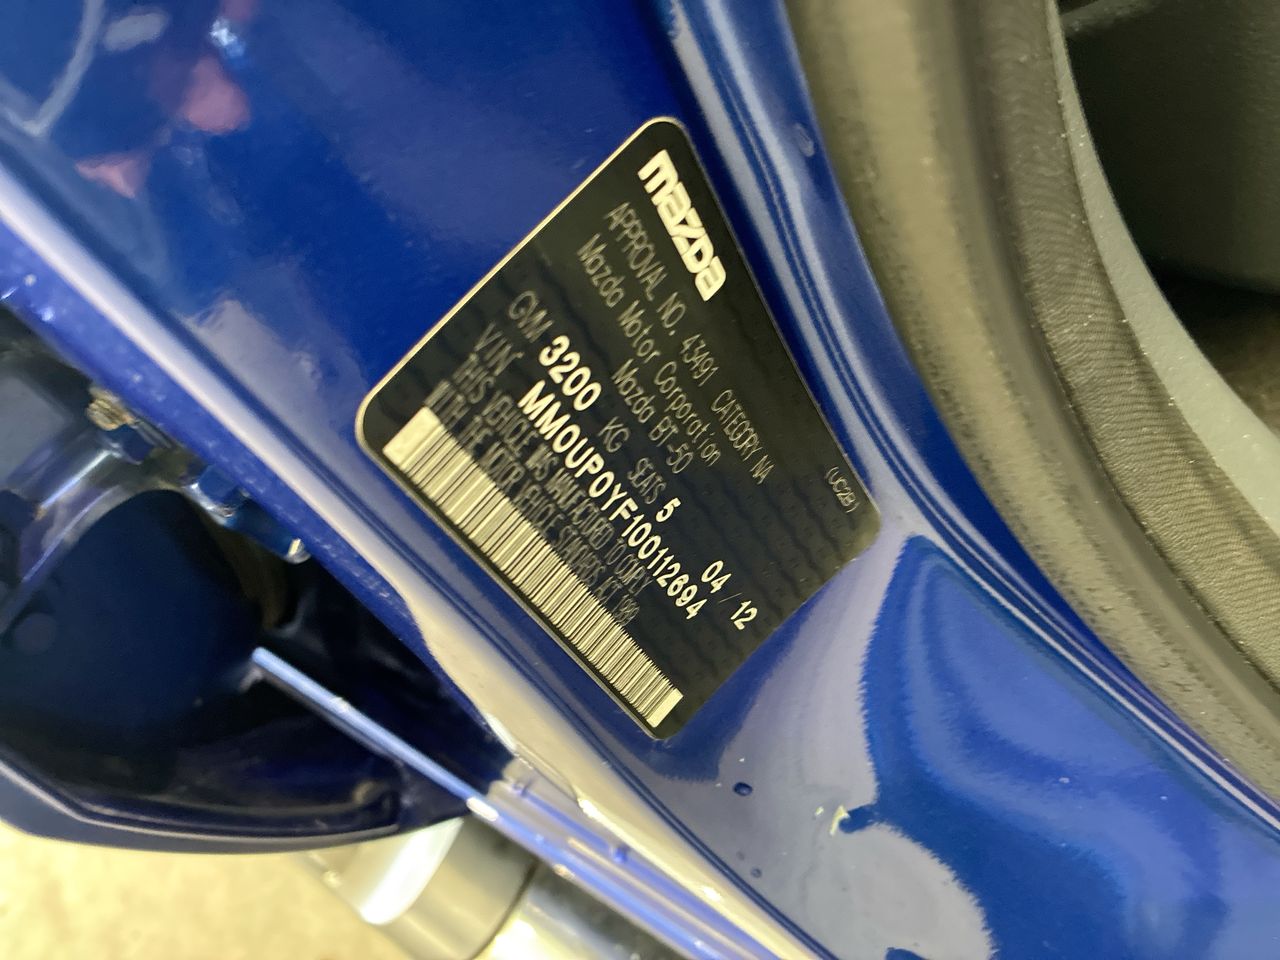 mazda
APPROVAL NO. 43491 CATEGORY NA
Mazda Motor Corporation
Mazda BT-50
(UC2B)
04 / 12
GVM 3200 KG SEATS 5
VIN MM0UP0YF100112694
THIS VEHICLE WAS MANUFACTURED TO COMPLY
WITH THE MOTOR VEHICLE STANDARDS ACT 1989